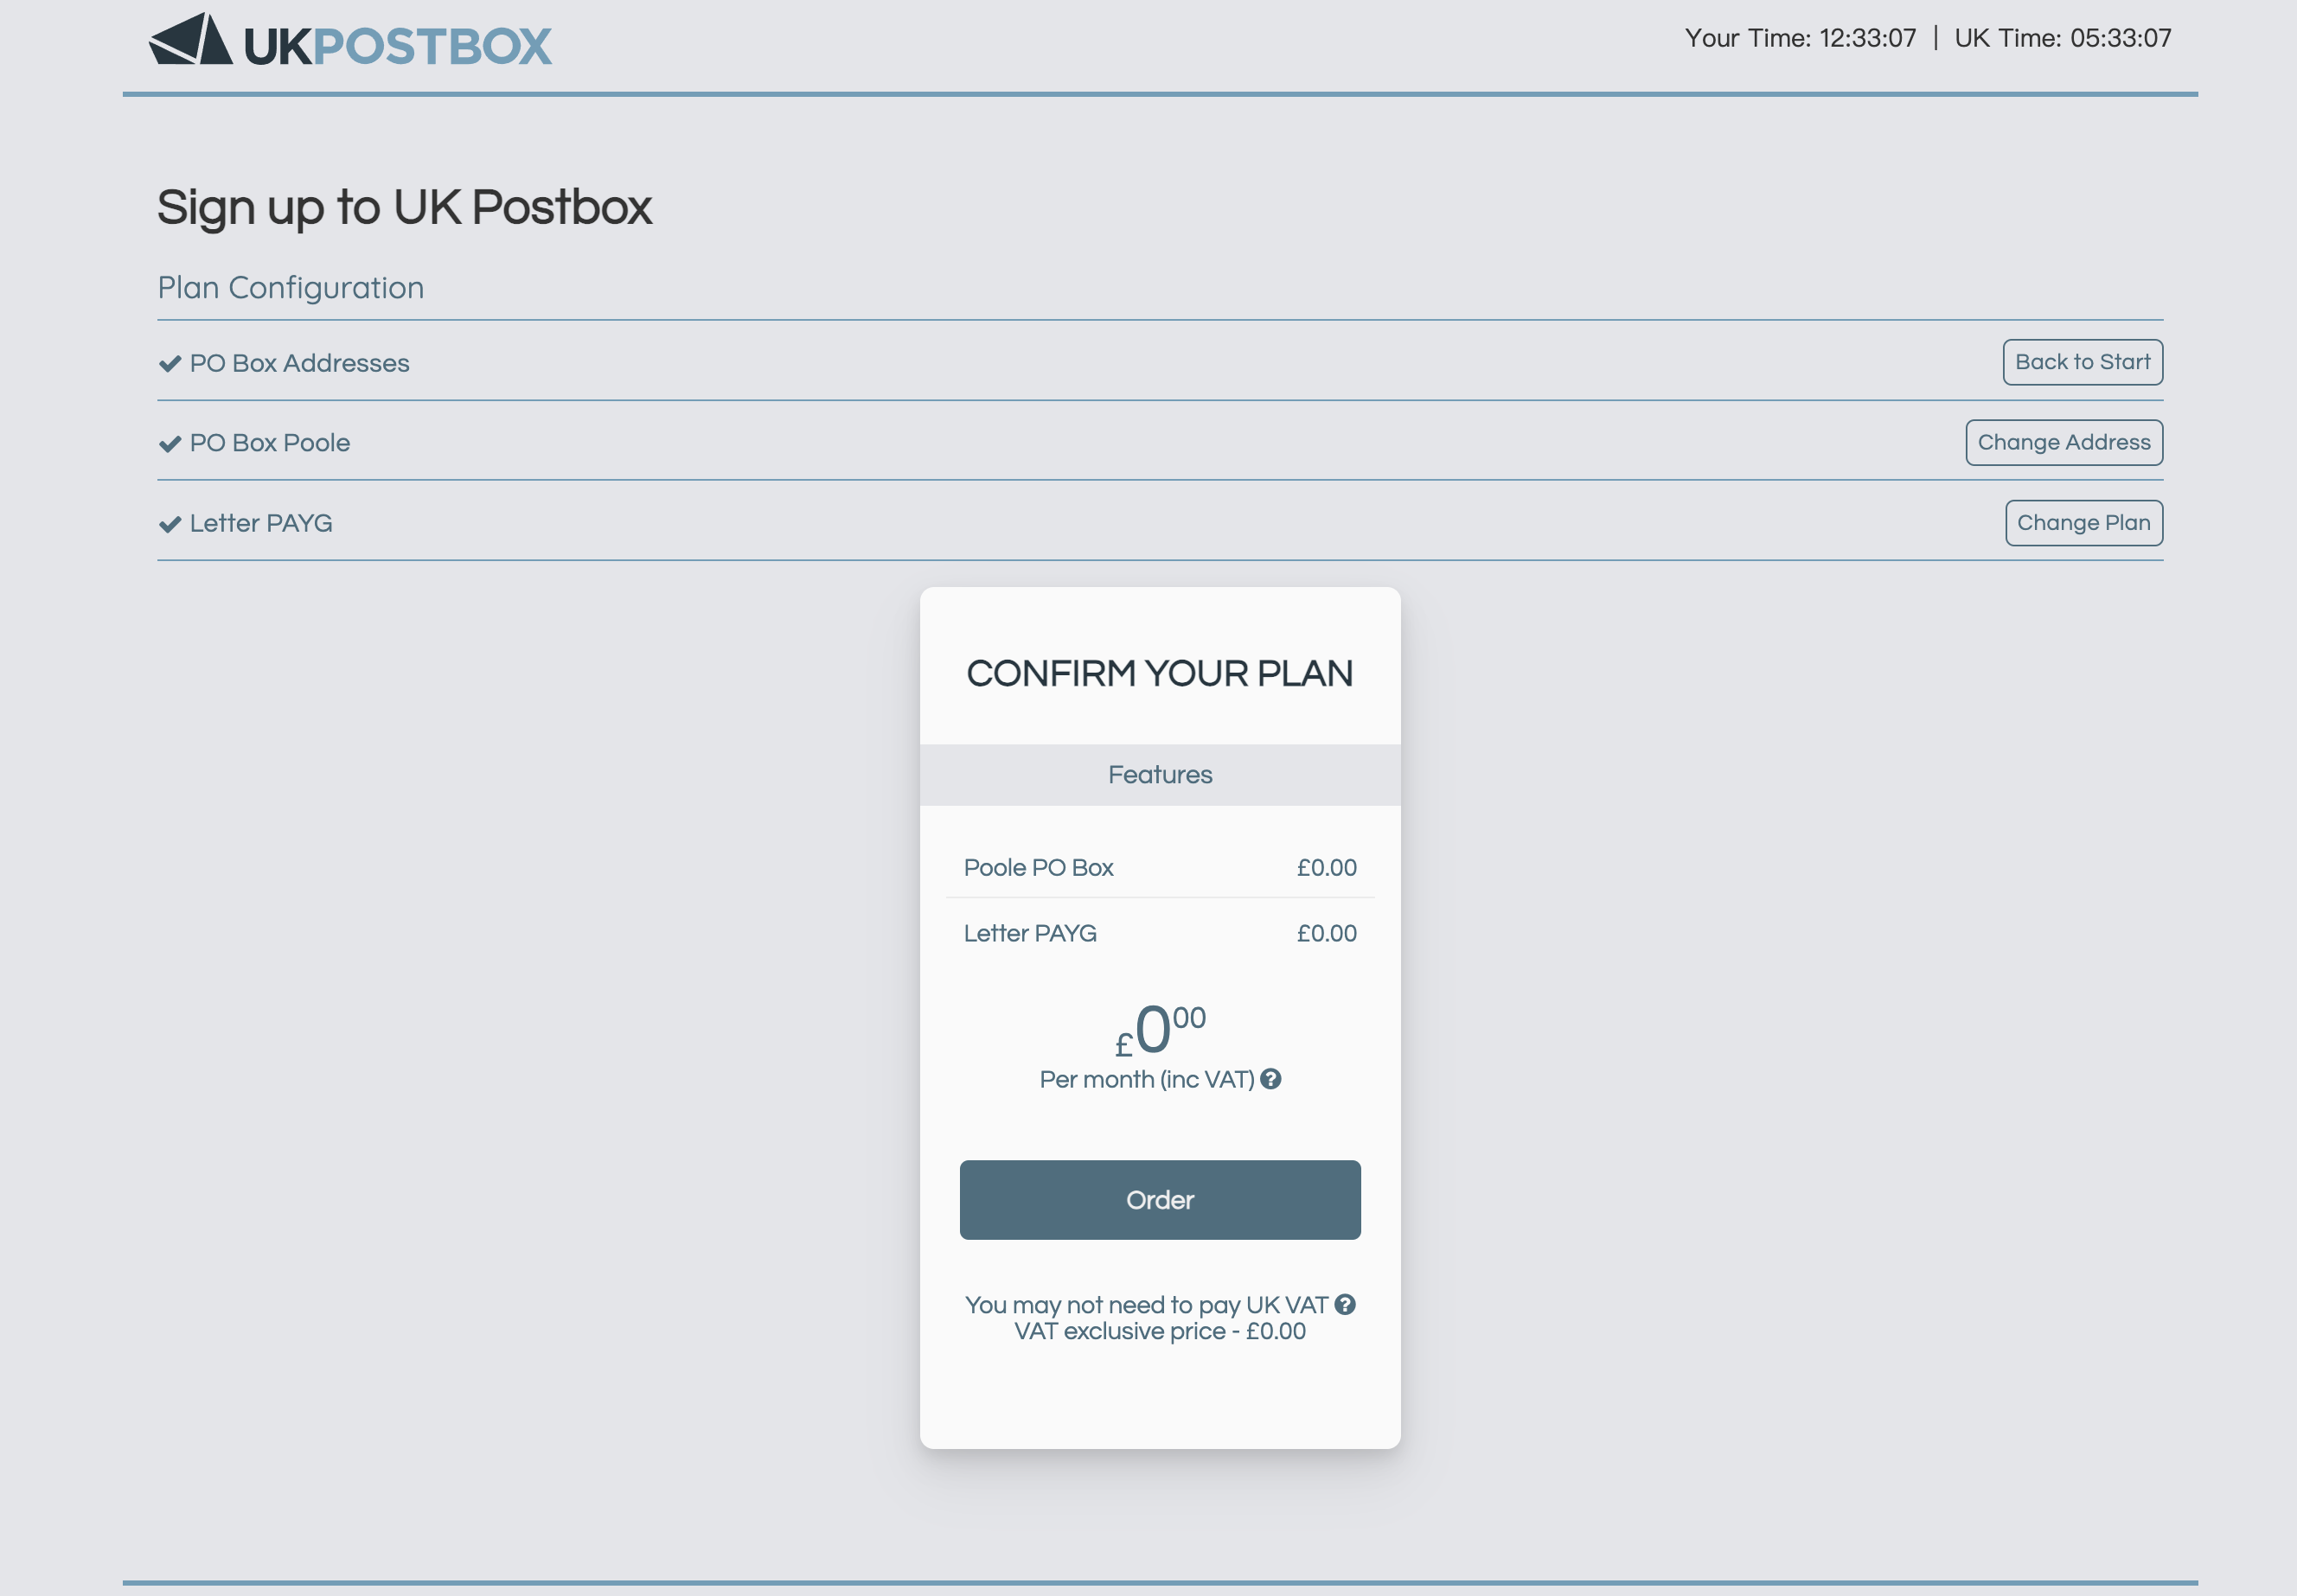 UKPOSTBOX
Your Time: 12:33:07 | UK Time: 05:33:07
Sign up to UK Postbox
Plan Configuration
PO Box Addresses
Back to Start
PO Box Poole
Change Address
Letter PAYG
Change Plan
CONFIRM YOUR PLAN
Features
Poole PO Box £0.00
Letter PAYG £0.00
£0.00
Per month (inc VAT) ?
Order
You may not need to pay UK VAT ?
VAT exclusive price - £0.00